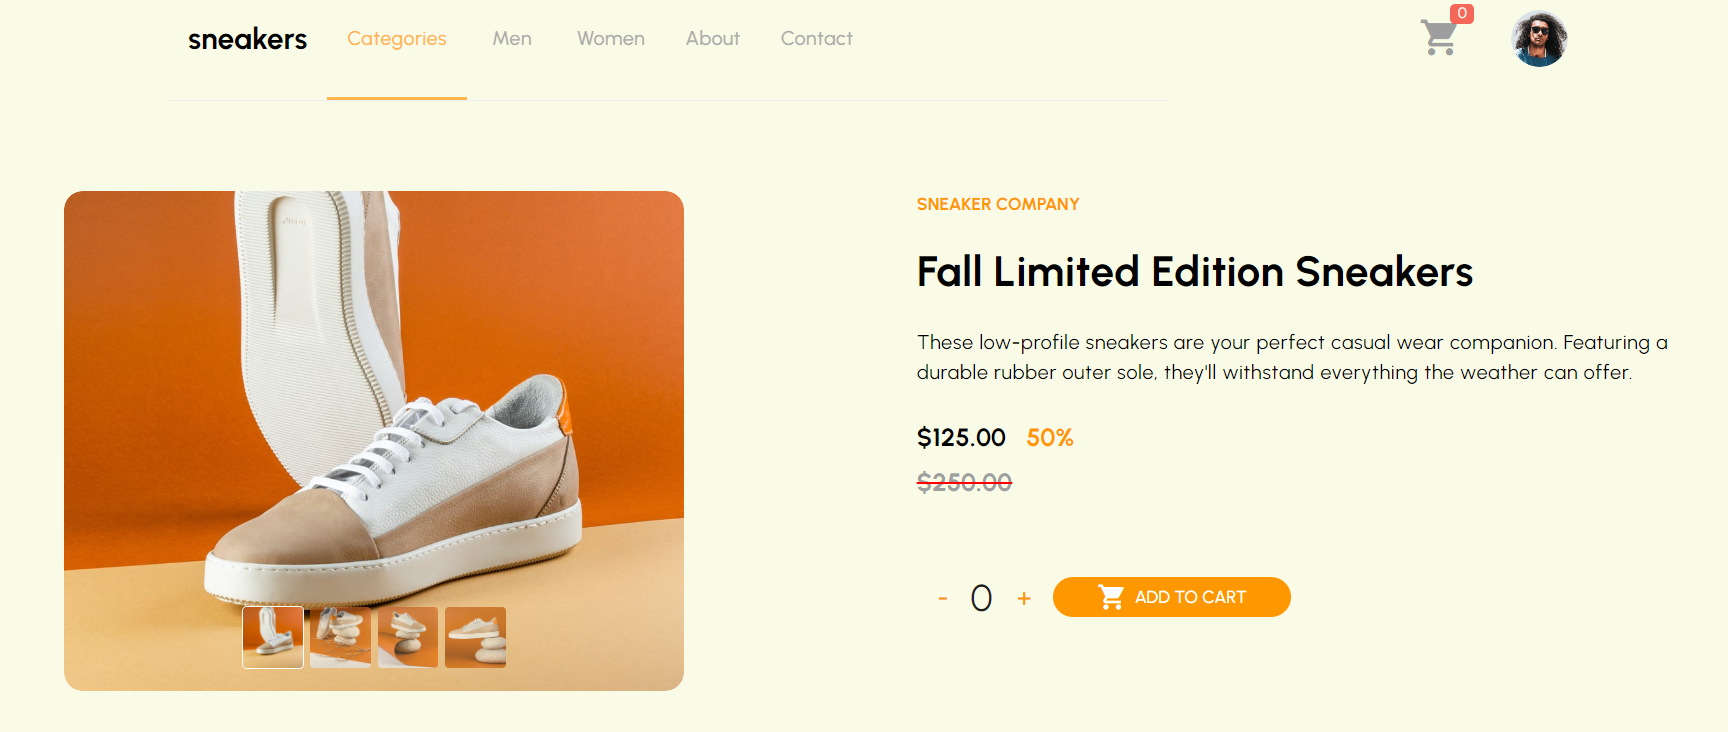 sneakers Categories Men Women About Contact 0
SNEAKER COMPANY
Fall Limited Edition Sneakers
These low-profile sneakers are your perfect casual wear companion. Featuring a
durable rubber outer sole, they'll withstand everything the weather can offer.
$125.00 50%
$250.00
- 0 + ADD TO CART